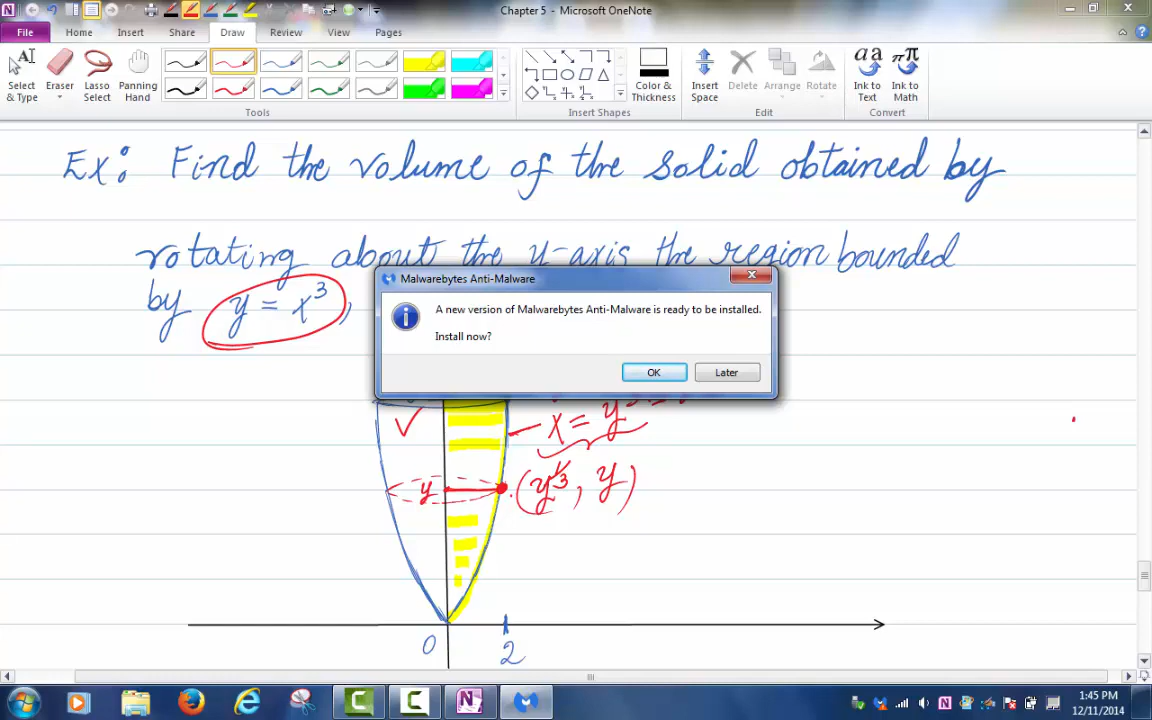 Chapter 5 - Microsoft OneNote
File Home Insert Share Draw Review View Pages
Select & Type
Eraser
Lasso Select
Panning Hand
Color & Thickness
Insert Space
Delete
Arrange
Rotate
Ink to Text
Ink to Math
Tools
Insert Shapes
Edit
Convert
Ex: Find the volume of the solid obtained by
rotating about the y-axis the region bounded
by y = x³,
Malwarebytes Anti-Malware
A new version of Malwarebytes Anti-Malware is ready to be installed.
Install now?
OK Later
x = y
y (y^1/3, y)
0 2
1:45 PM
12/11/2014